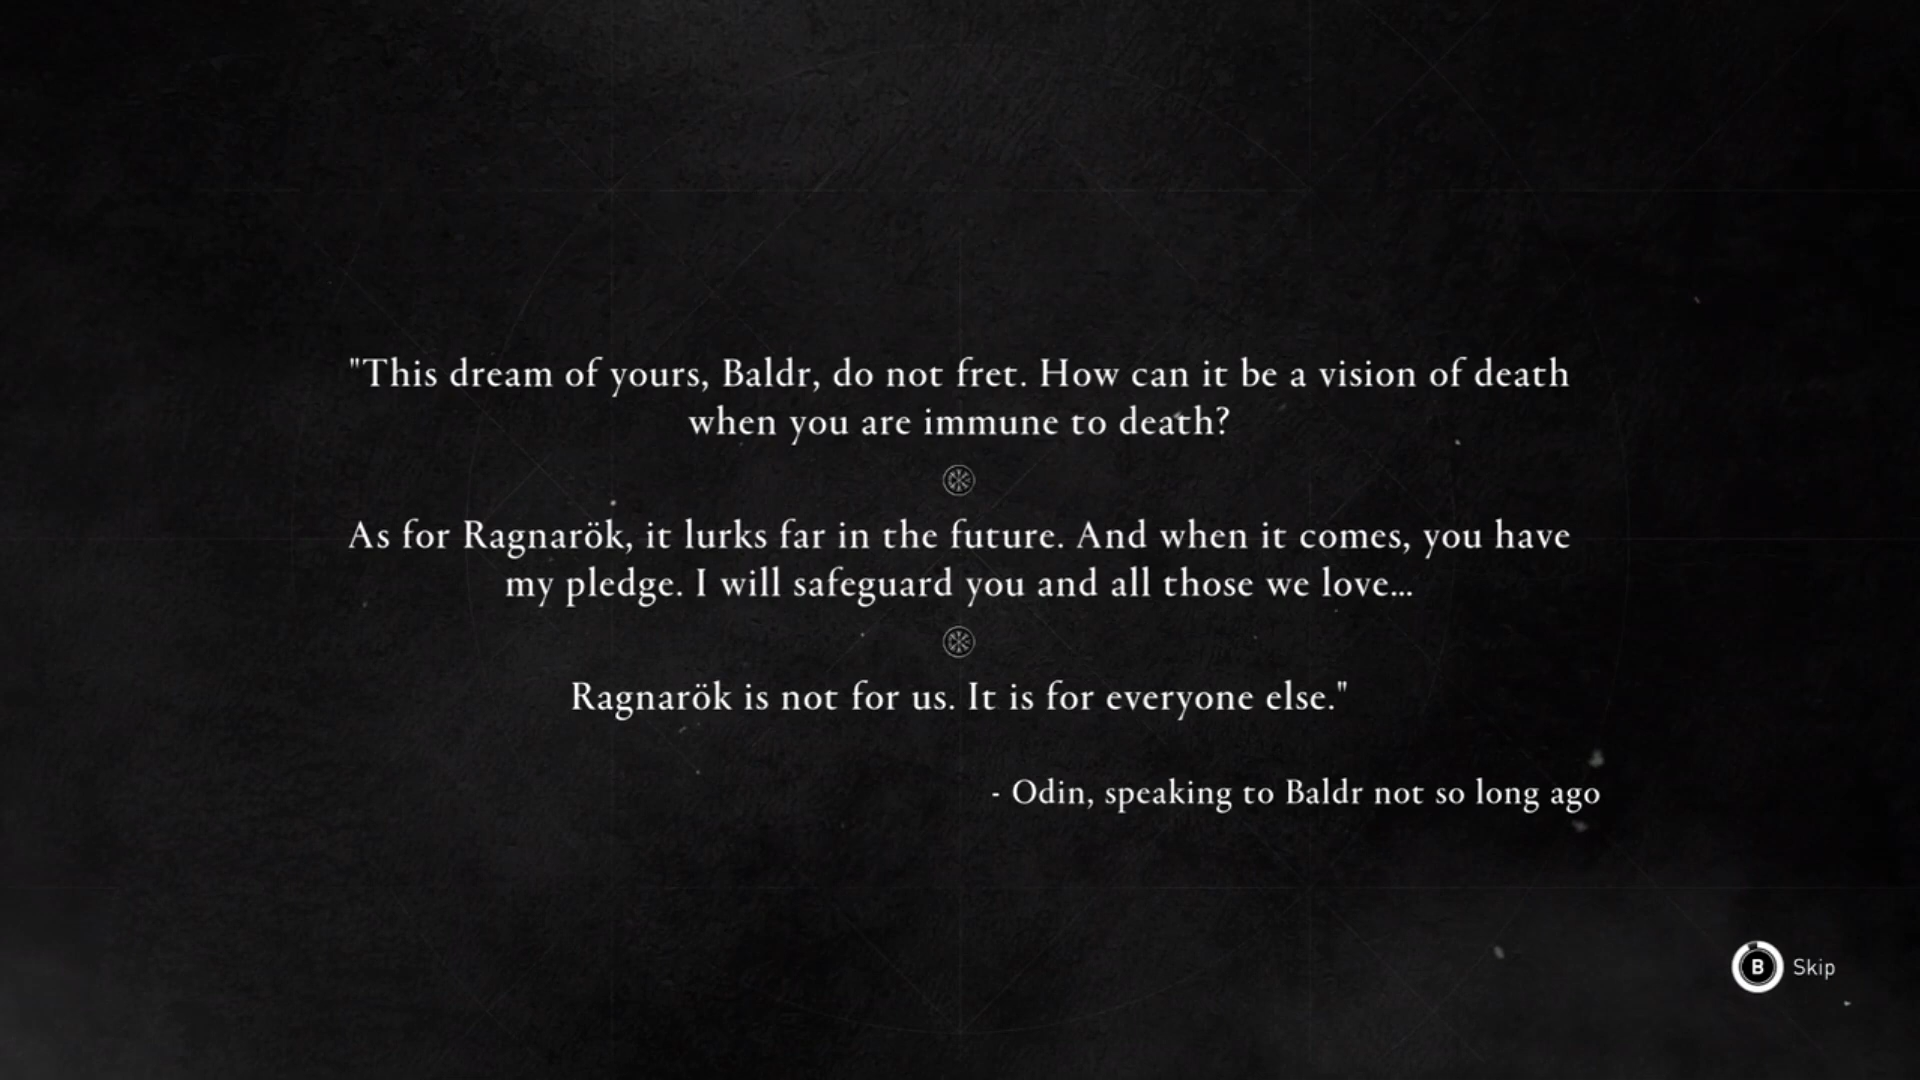 "This dream of yours, Baldr, do not fret. How can it be a vision of death
when you are immune to death?
As for Ragnarök, it lurks far in the future. And when it comes, you have
my pledge. I will safeguard you and all those we love...
Ragnarök is not for us. It is for everyone else."
- Odin, speaking to Baldr not so long ago
B Skip